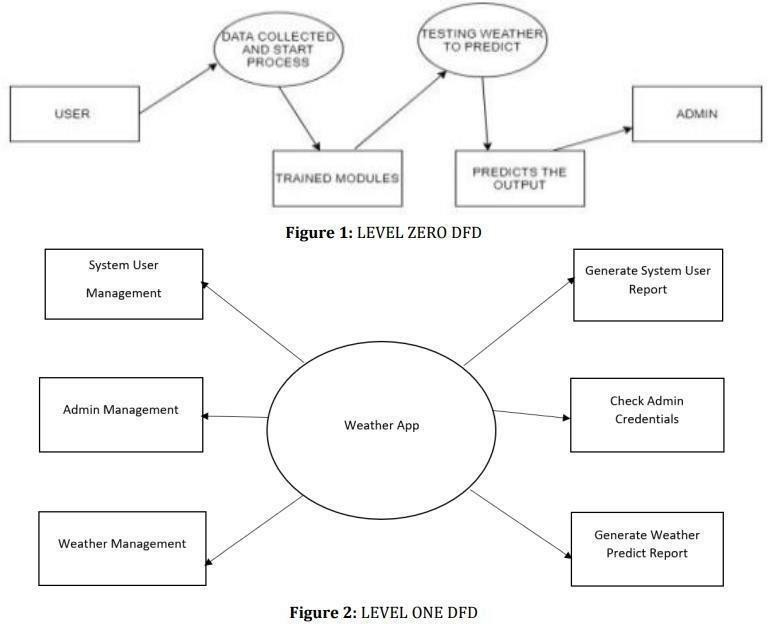 USER
DATA COLLECTED
AND START
PROCESS
TRAINED MODULES
TESTING WEATHER
TO PREDICT
PREDICTS THE
OUTPUT
ADMIN
Figure 1: LEVEL ZERO DFD
System User
Management
Admin Management
Weather Management
Weather App
Generate System User
Report
Check Admin
Credentials
Generate Weather
Predict Report
Figure 2: LEVEL ONE DFD